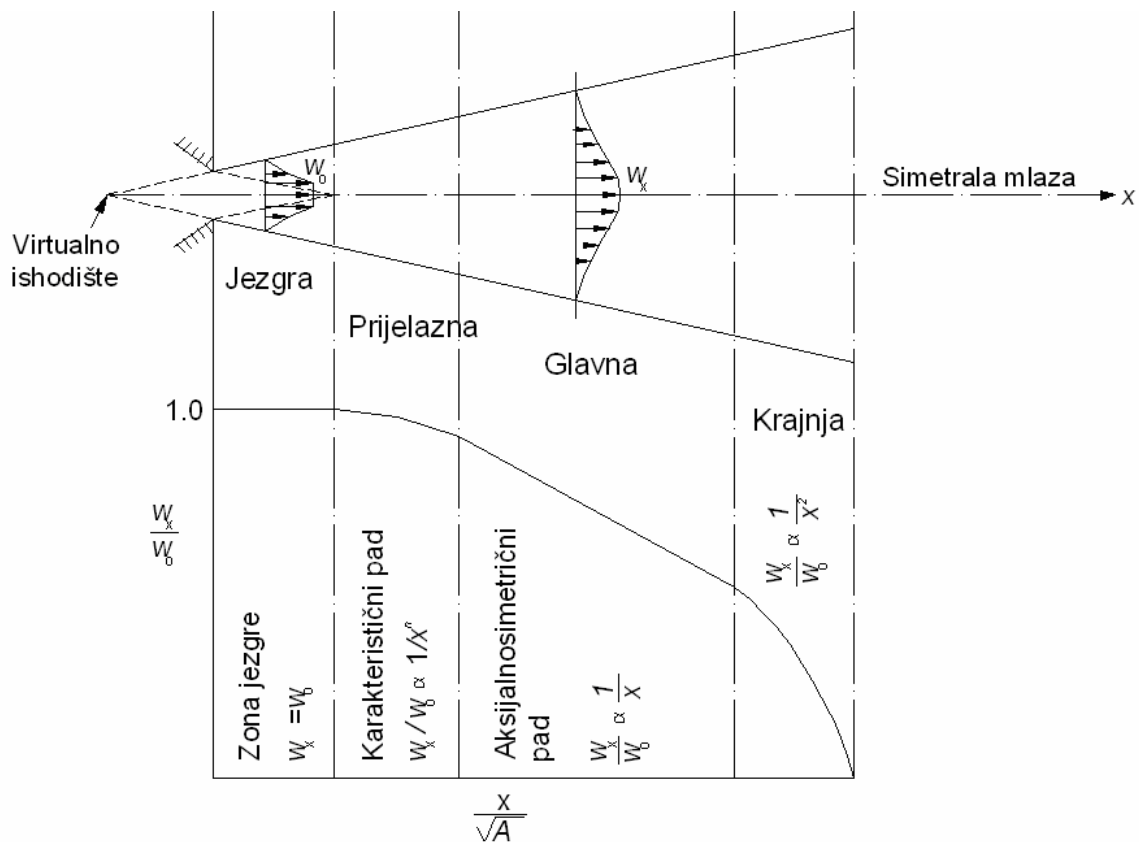 Virtualno
ishodište
W₀
Wₓ
Simetrala mlaza
x
Jezgra
Prijelazna
Glavna
Krajnja
1.0
Wₓ/W₀
Zona jezgre
Wₓ = W₀
Karakteristični pad
Wₓ/W₀ α 1/xⁿ
Aksijalnosimetrični
pad
Wₓ/W₀ α 1/x
Wₓ/W₀ α 1/x²
x/√A